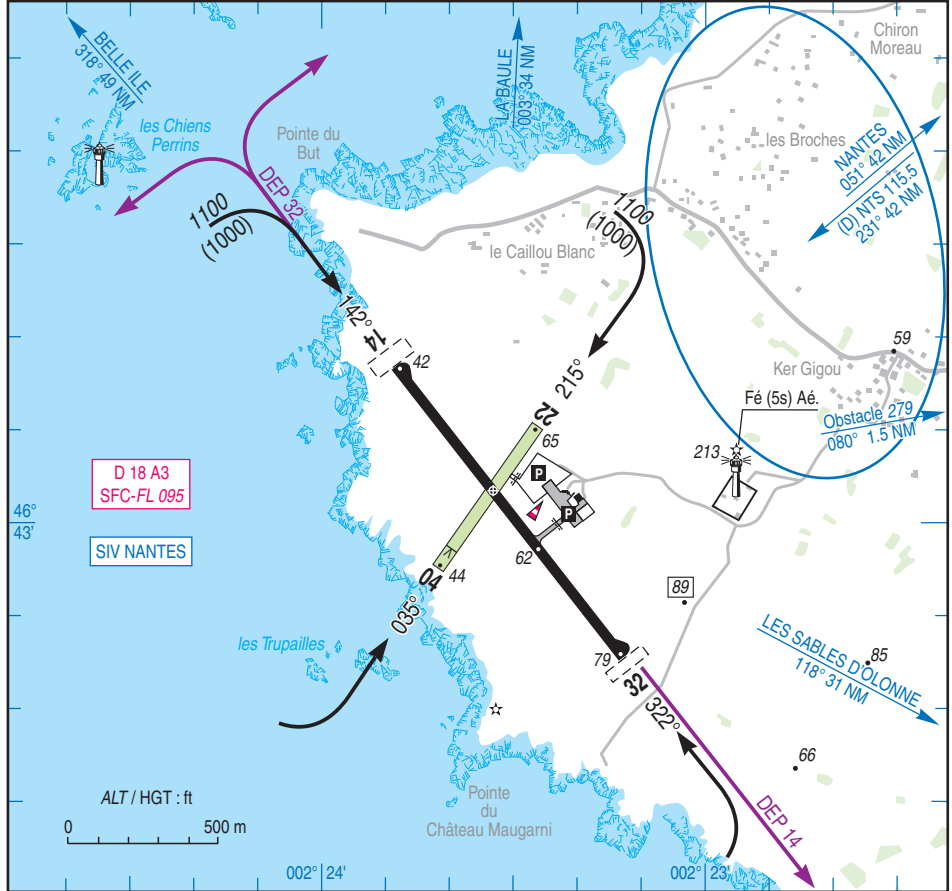 BELLE ILE
318° 49 NM
les Chiens
Perrins
Pointe du
But
LA BAULE
003° 34 NM
Chiron
Moreau
les Broches
NANTES
051° 42 NM
(D) NTS 115.5
231° 42 NM
DEP 32
1100
(1000)
1100
(1000)
le Caillou Blanc
142°
14
42
215°
22
65
59
Ker Gigou
Fé (5s) Aé.
213
Obstacle 279
080° 1.5 NM
D 18 A3
SFC-FL 095
SIV NANTES
46°
43'
P
P
K
04
44
035°
62
89
les Trupailles
79
32
322°
LES SABLES D'OLONNE
118° 31 NM
85
66
DEP 14
Pointe
du
Château Maugarni
ALT / HGT : ft
0 500 m
002° 24'
002° 23'